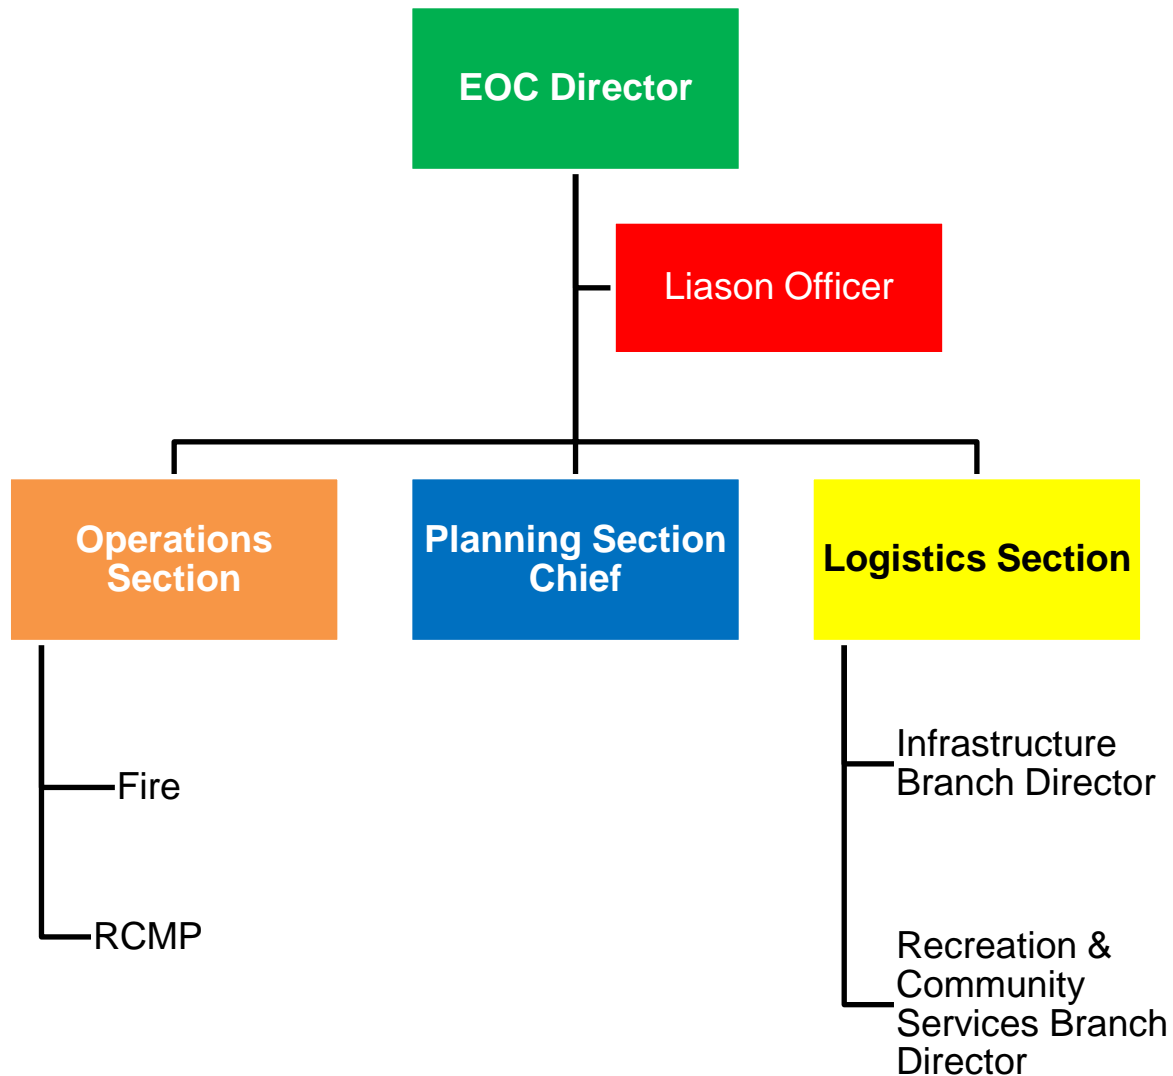 EOC Director
Liason Officer
Operations
Section
Planning Section
Chief
Logistics Section
Fire
RCMP
Infrastructure
Branch Director
Recreation &
Community
Services Branch
Director